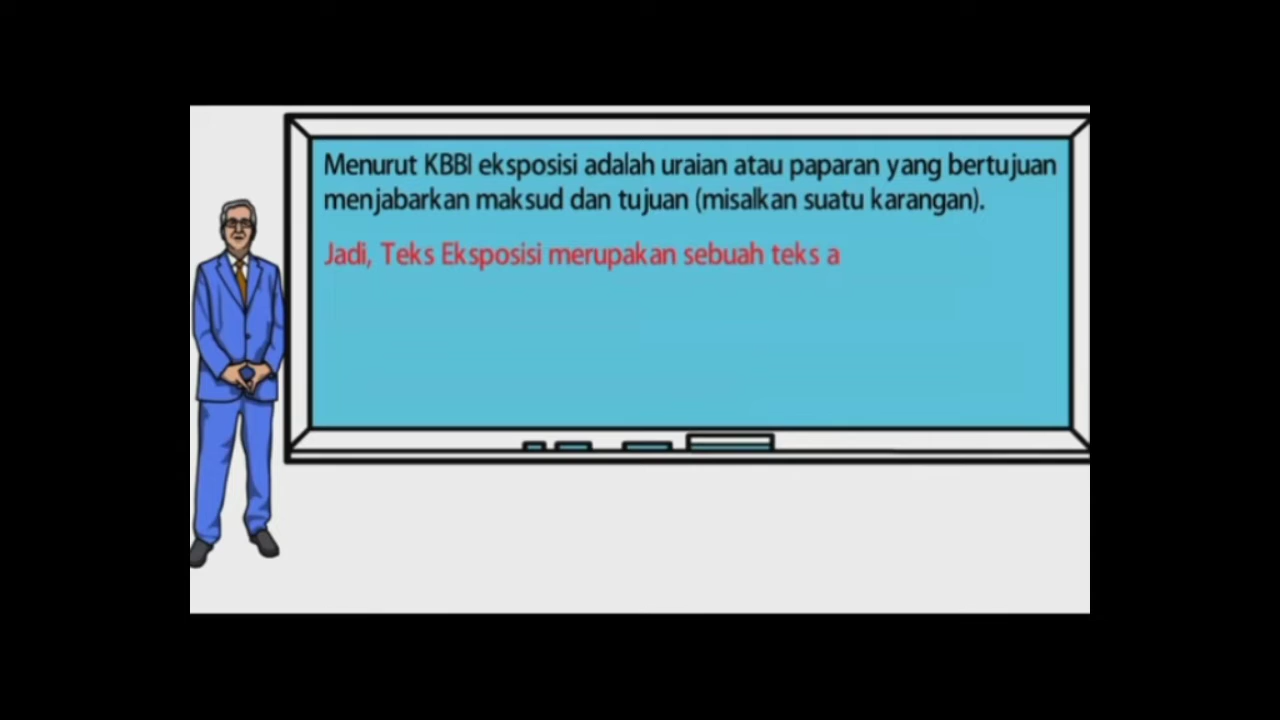 Menurut KBBI eksposisi adalah uraian atau paparan yang bertujuan
menjabarkan maksud dan tujuan (misalkan suatu karangan).
Jadi, Teks Eksposisi merupakan sebuah teks a